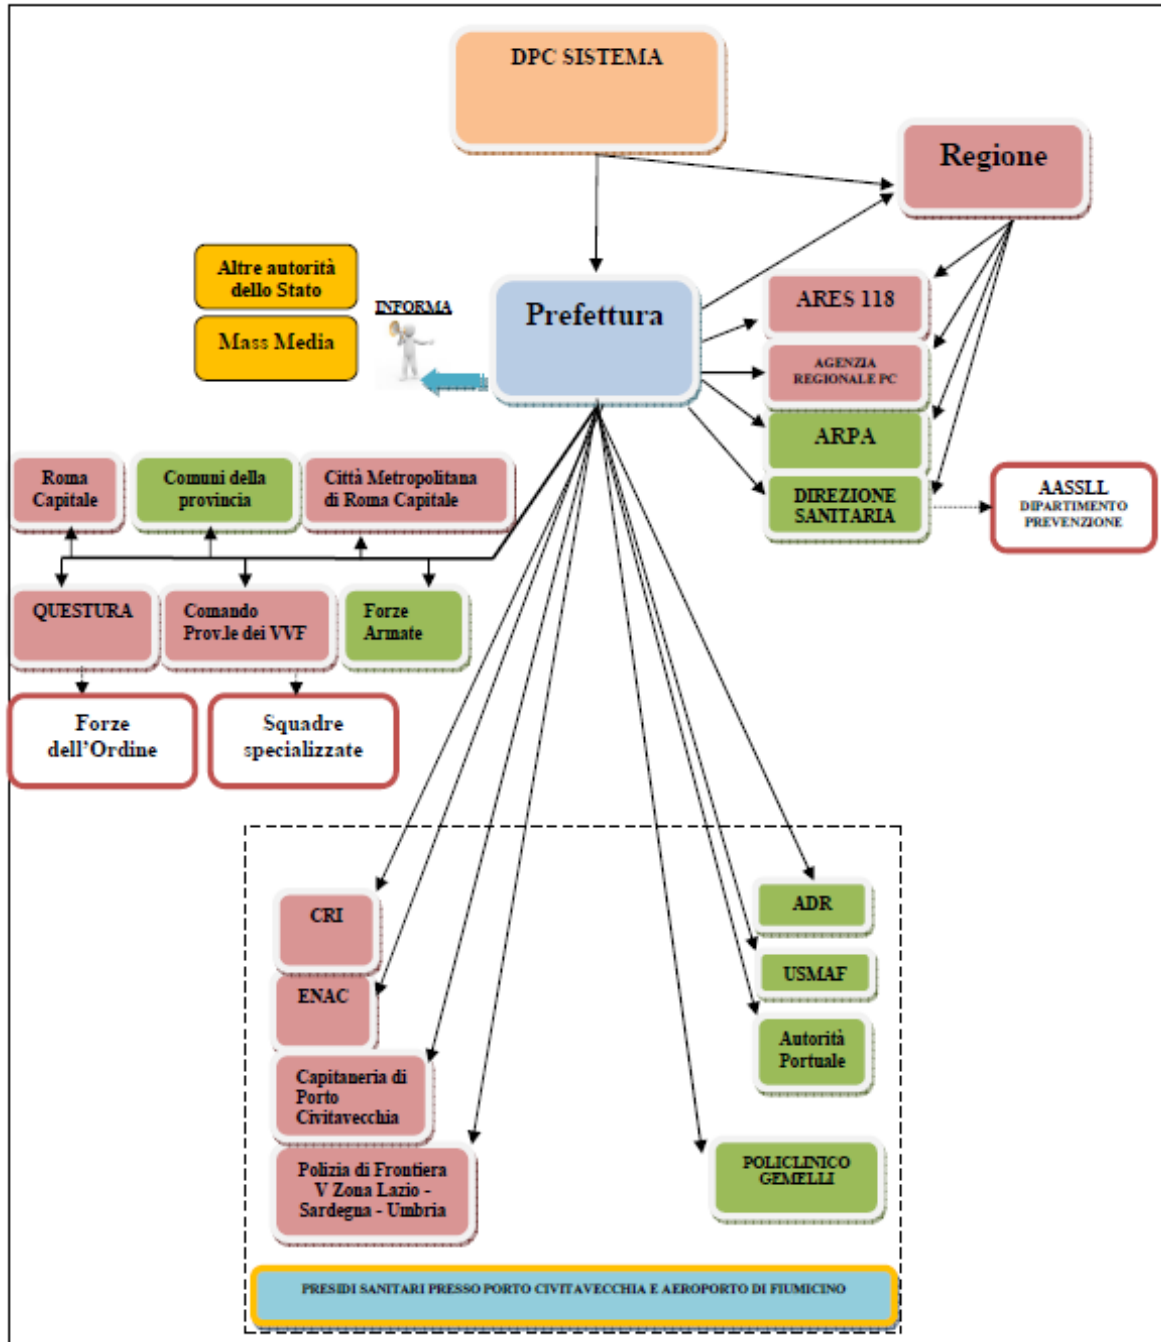 DPC SISTEMA
Regione
Altre autorità
dello Stato
Mass Media
INFORMA
Prefettura
ARES 118
AGENZIA
REGIONALE PC
ARPA
DIREZIONE
SANITARIA
AASSLL
DIPARTIMENTO
PREVENZIONE
Roma
Capitale
Comuni della
provincia
Città Metropolitana
di Roma Capitale
QUESTURA
Comando
Prov.le dei VVF
Forze
Armate
Forze
dell’Ordine
Squadre
specializzate
CRI
ENAC
Capitaneria di
Porto
Civitavecchia
Polizia di Frontiera
V Zona Lazio -
Sardegna - Umbria
ADR
USMAF
Autorità
Portuale
POLICLINICO
GEMELLI
PRESIDI SANITARI PRESSO PORTO CIVITAVECCHIA E AEROPORTO DI FIUMICINO